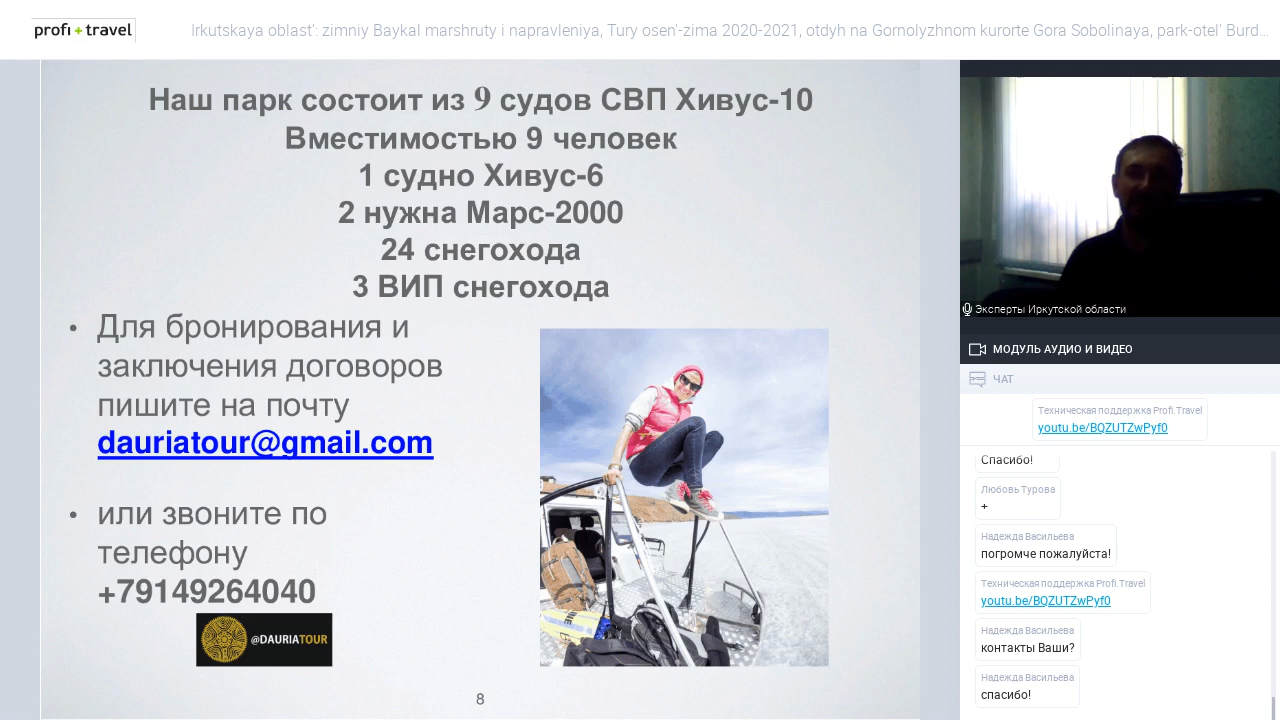 profi + travel
Irkutskaya oblast': zimniy Baykal marshruty i napravleniya, Tury osen'-zima 2020-2021, otdyh na Gornolyzhnom kurorte Gora Sobolinaya, park-otel' Burd...
Наш парк состоит из 9 судов СВП Хивус-10
Вместимостью 9 человек
1 судно Хивус-6
2 нужна Марс-2000
24 снегохода
3 ВИП снегохода
• Для бронирования и
заключения договоров
пишите на почту
dauriatour@gmail.com
• или звоните по
телефону
+79149264040
@DAURIATOUR
8
Эксперты Иркутской области
МОДУЛЬ АУДИО И ВИДЕО
ЧАТ
Техническая поддержка Profi.Travel
youtu.be/BQZUTZwPyf0
Спасибо!
Любовь Турова
+
Надежда Васильева
погромче пожалуйста!
Техническая поддержка Profi.Travel
youtu.be/BQZUTZwPyf0
Надежда Васильева
контакты Ваши?
Надежда Васильева
спасибо!